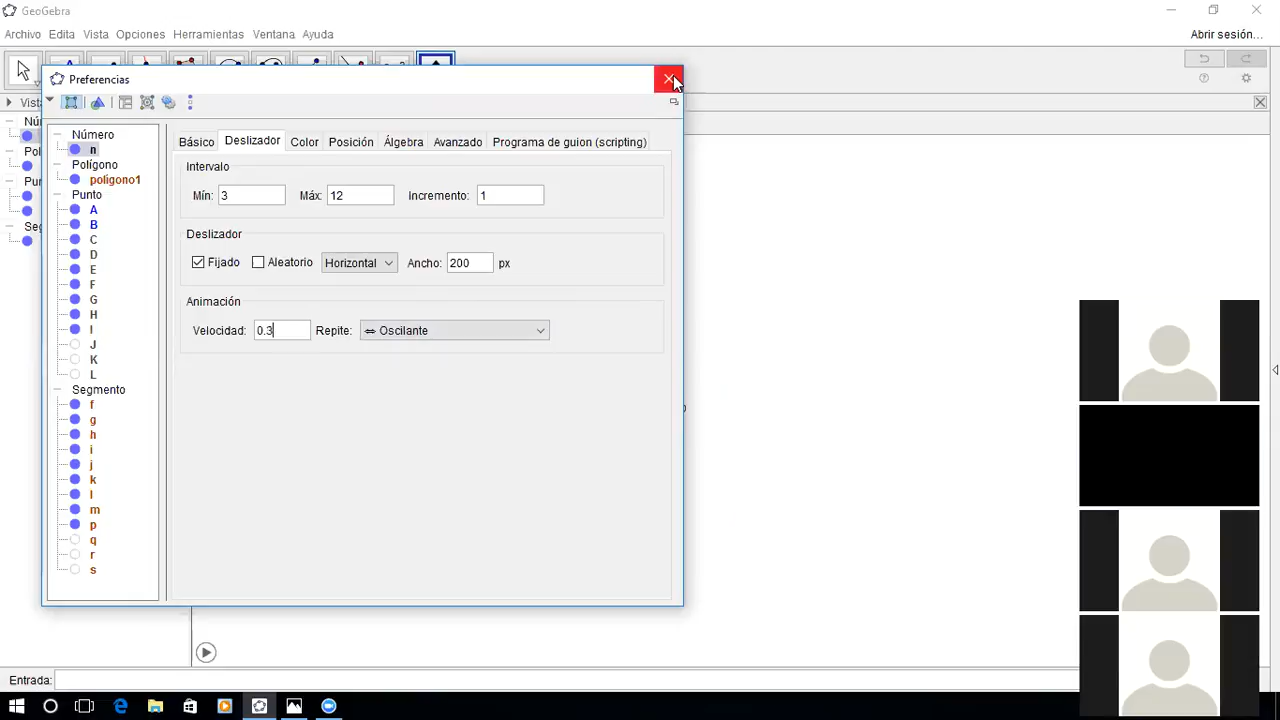 GeoGebra
Archivo Edita Vista Opciones Herramientas Ventana Ayuda
Abrir sesión...
Preferencias
Básico Deslizador Color Posición Álgebra Avanzado Programa de guion (scripting)
Número
n
Polígono
poligono1
Punto
A
B
C
D
E
F
G
H
I
J
K
L
Segmento
f
g
h
i
j
k
l
m
p
q
r
s
Intervalo
Mín: 3 Máx: 12 Incremento: 1
Deslizador
Fijado Aleatorio Horizontal Ancho: 200 px
Animación
Velocidad: 0.3 Repite: ⇔ Oscilante
Entrada: